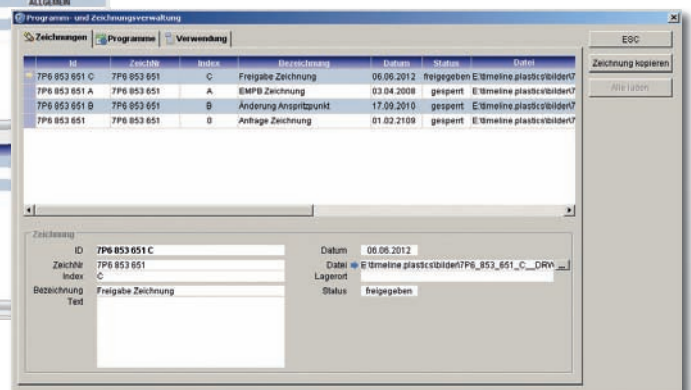 ALLGEMEIN
Programm- und Zeichnungsverwaltung
Zeichnungen Programme Verwendung
ESC
Zeichnung kopieren
Alle laden
Id ZeichNr Index Bezeichnung Datum Status Datei
7P6 853 651 C 7P6 853 651 C Freigabe Zeichnung 06.06.2012 freigegeben E:\timeline.plastics\bilder\7
7P6 853 651 A 7P6 853 651 A EMPB Zeichnung 03.04.2008 gesperrt E:\timeline.plastics\bilder\7
7P6 853 651 B 7P6 853 651 B Änderung Anspritzpunkt 17.09.2010 gesperrt E:\timeline.plastics\bilder\7
7P6 853 651 7P6 853 651 0 Anfrage Zeichnung 01.02.2109 gesperrt E:\timeline.plastics\bilder\7
Zeichnung
ID 7P6 853 651 C Datum 06.06.2012
ZeichNr 7P6 853 651 Datei E:\timeline.plastics\bilder\7P6_853_651_C__DRW ...
Index C Lagerort
Bezeichnung Freigabe Zeichnung Status freigegeben
Text